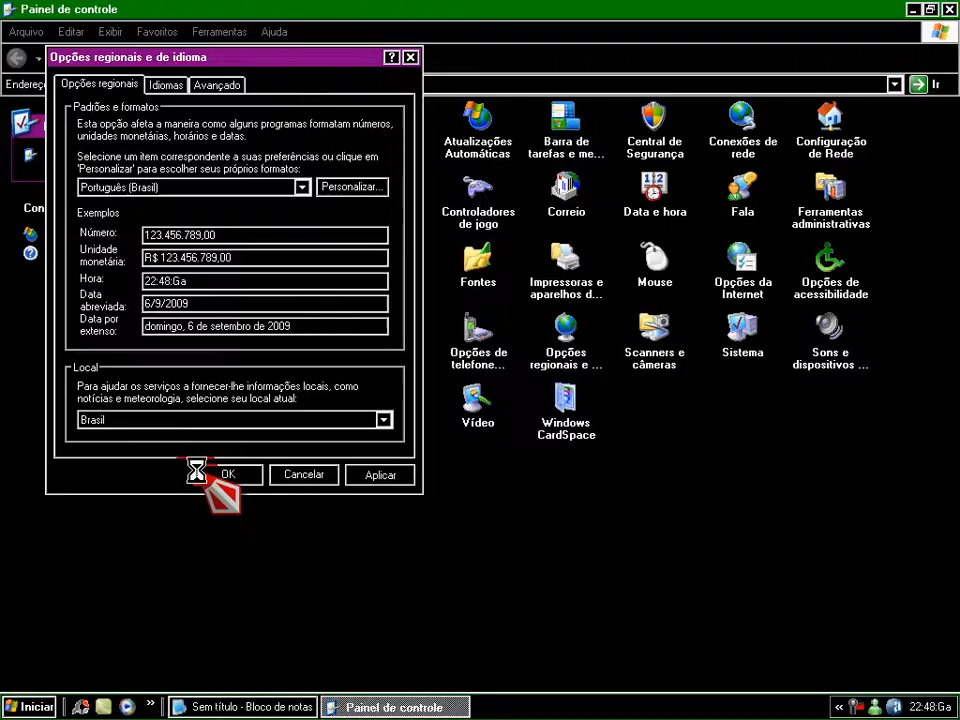 Painel de controle
Arquivo Editar Exibir Favoritos Ferramentas Ajuda
Opções regionais e de idioma
Endereç
Ir
Opções regionais Idiomas Avançado
Padrões e formatos
Esta opção afeta a maneira como alguns programas formatam números,
unidades monetárias, horários e datas.
Selecione um item correspondente a suas preferências ou clique em
'Personalizar' para escolher seus próprios formatos:
Português (Brasil) Personalizar...
Exemplos
Número: 123.456.789,00
Unidade
monetária: R$ 123.456.789,00
Hora: 22:48:Ga
Data
abreviada: 6/9/2009
Data por
extenso: domingo, 6 de setembro de 2009
Local
Para ajudar os serviços a fornecer-lhe informações locais, como
notícias e meteorologia, selecione seu local atual:
Brasil
OK Cancelar Aplicar
Con
Atualizações
Automáticas
Barra de
tarefas e me...
Central de
Segurança
Conexões de
rede
Configuração
de Rede
Controladores
de jogo
Correio
Data e hora
Fala
Ferramentas
administrativas
Fontes
Impressoras e
aparelhos d...
Mouse
Opções da
Internet
Opções de
acessibilidade
Opções de
telefone...
Opções
regionais e ...
Scanners e
câmeras
Sistema
Sons e
dispositivos ...
Vídeo
Windows
CardSpace
Iniciar » Sem título - Bloco de notas Painel de controle « 22:48:Ga